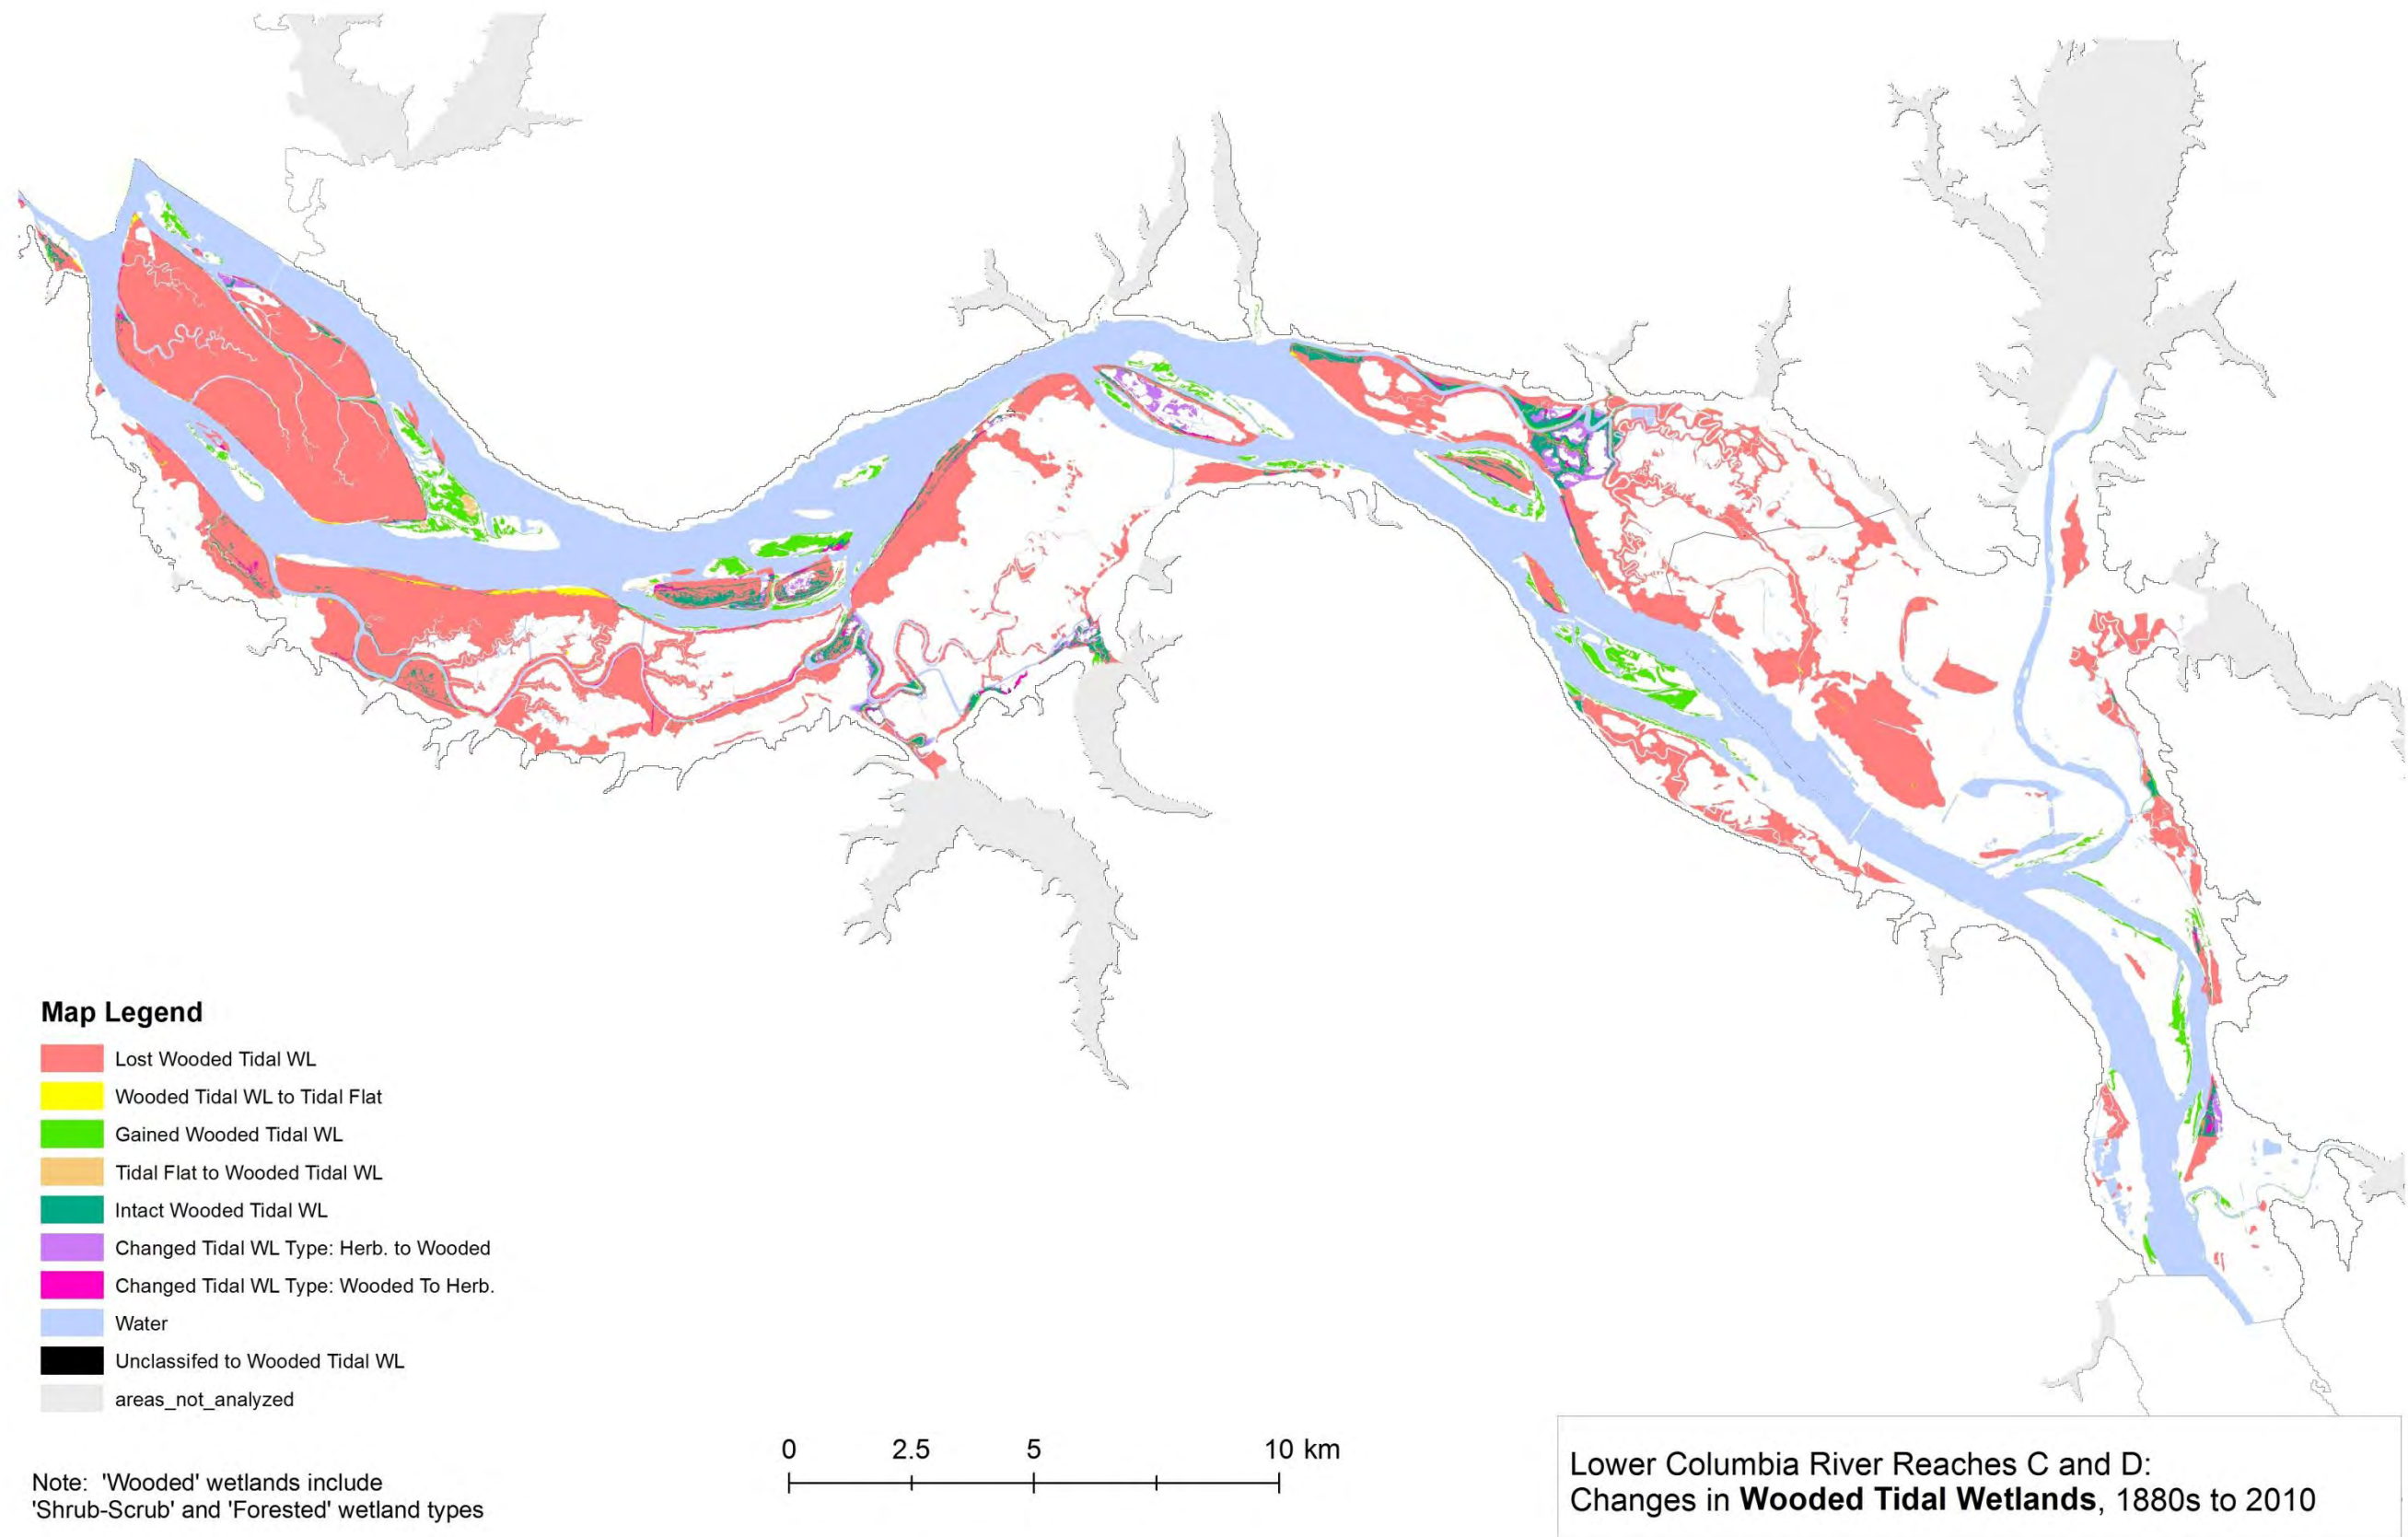 Map Legend
Lost Wooded Tidal WL
Wooded Tidal WL to Tidal Flat
Gained Wooded Tidal WL
Tidal Flat to Wooded Tidal WL
Intact Wooded Tidal WL
Changed Tidal WL Type: Herb. to Wooded
Changed Tidal WL Type: Wooded To Herb.
Water
Unclassifed to Wooded Tidal WL
areas_not_analyzed
Note: 'Wooded' wetlands include
'Shrub-Scrub' and 'Forested' wetland types
0 2.5 5 10 km
Lower Columbia River Reaches C and D:
Changes in Wooded Tidal Wetlands, 1880s to 2010